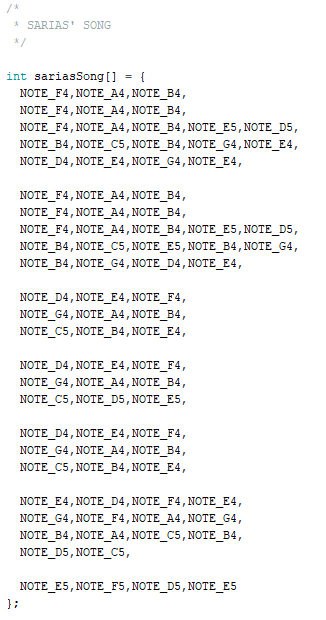 /*
 * SARIAS' SONG
 */

int sariasSong[] = {
  NOTE_F4,NOTE_A4,NOTE_B4,
  NOTE_F4,NOTE_A4,NOTE_B4,
  NOTE_F4,NOTE_A4,NOTE_B4,NOTE_E5,NOTE_D5,
  NOTE_B4,NOTE_C5,NOTE_B4,NOTE_G4,NOTE_E4,
  NOTE_D4,NOTE_E4,NOTE_G4,NOTE_E4,

  NOTE_F4,NOTE_A4,NOTE_B4,
  NOTE_F4,NOTE_A4,NOTE_B4,
  NOTE_F4,NOTE_A4,NOTE_B4,NOTE_E5,NOTE_D5,
  NOTE_B4,NOTE_C5,NOTE_E5,NOTE_B4,NOTE_G4,
  NOTE_B4,NOTE_G4,NOTE_D4,NOTE_E4,

  NOTE_D4,NOTE_E4,NOTE_F4,
  NOTE_G4,NOTE_A4,NOTE_B4,
  NOTE_C5,NOTE_B4,NOTE_E4,

  NOTE_D4,NOTE_E4,NOTE_F4,
  NOTE_G4,NOTE_A4,NOTE_B4,
  NOTE_C5,NOTE_D5,NOTE_E5,

  NOTE_D4,NOTE_E4,NOTE_F4,
  NOTE_G4,NOTE_A4,NOTE_B4,
  NOTE_C5,NOTE_B4,NOTE_E4,

  NOTE_E4,NOTE_D4,NOTE_F4,NOTE_E4,
  NOTE_G4,NOTE_F4,NOTE_A4,NOTE_G4,
  NOTE_B4,NOTE_A4,NOTE_C5,NOTE_B4,
  NOTE_D5,NOTE_C5,

  NOTE_E5,NOTE_F5,NOTE_D5,NOTE_E5
};